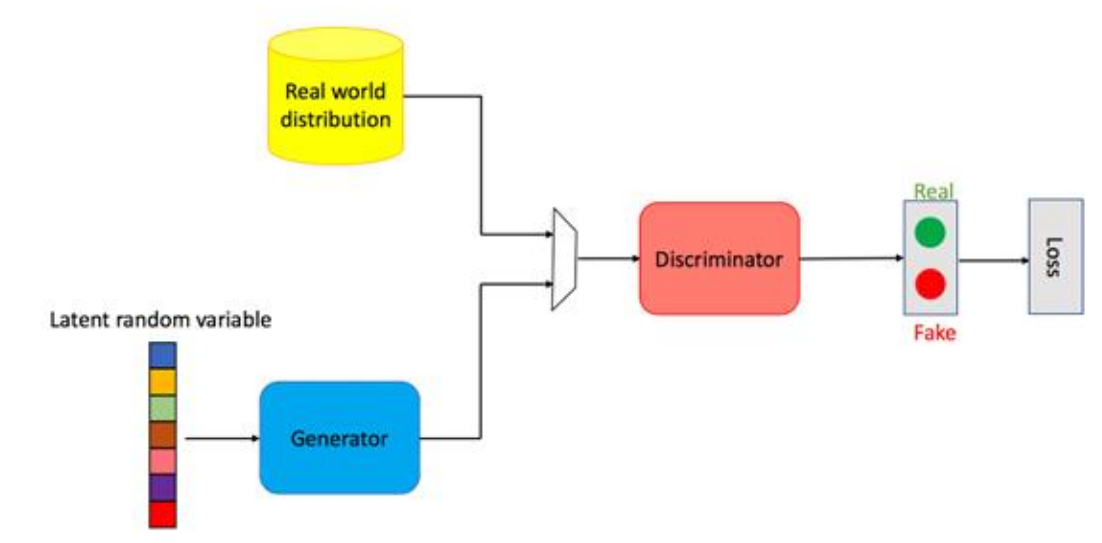 Real world
distribution
Real
Discriminator
Loss
Fake
Latent random variable
Generator